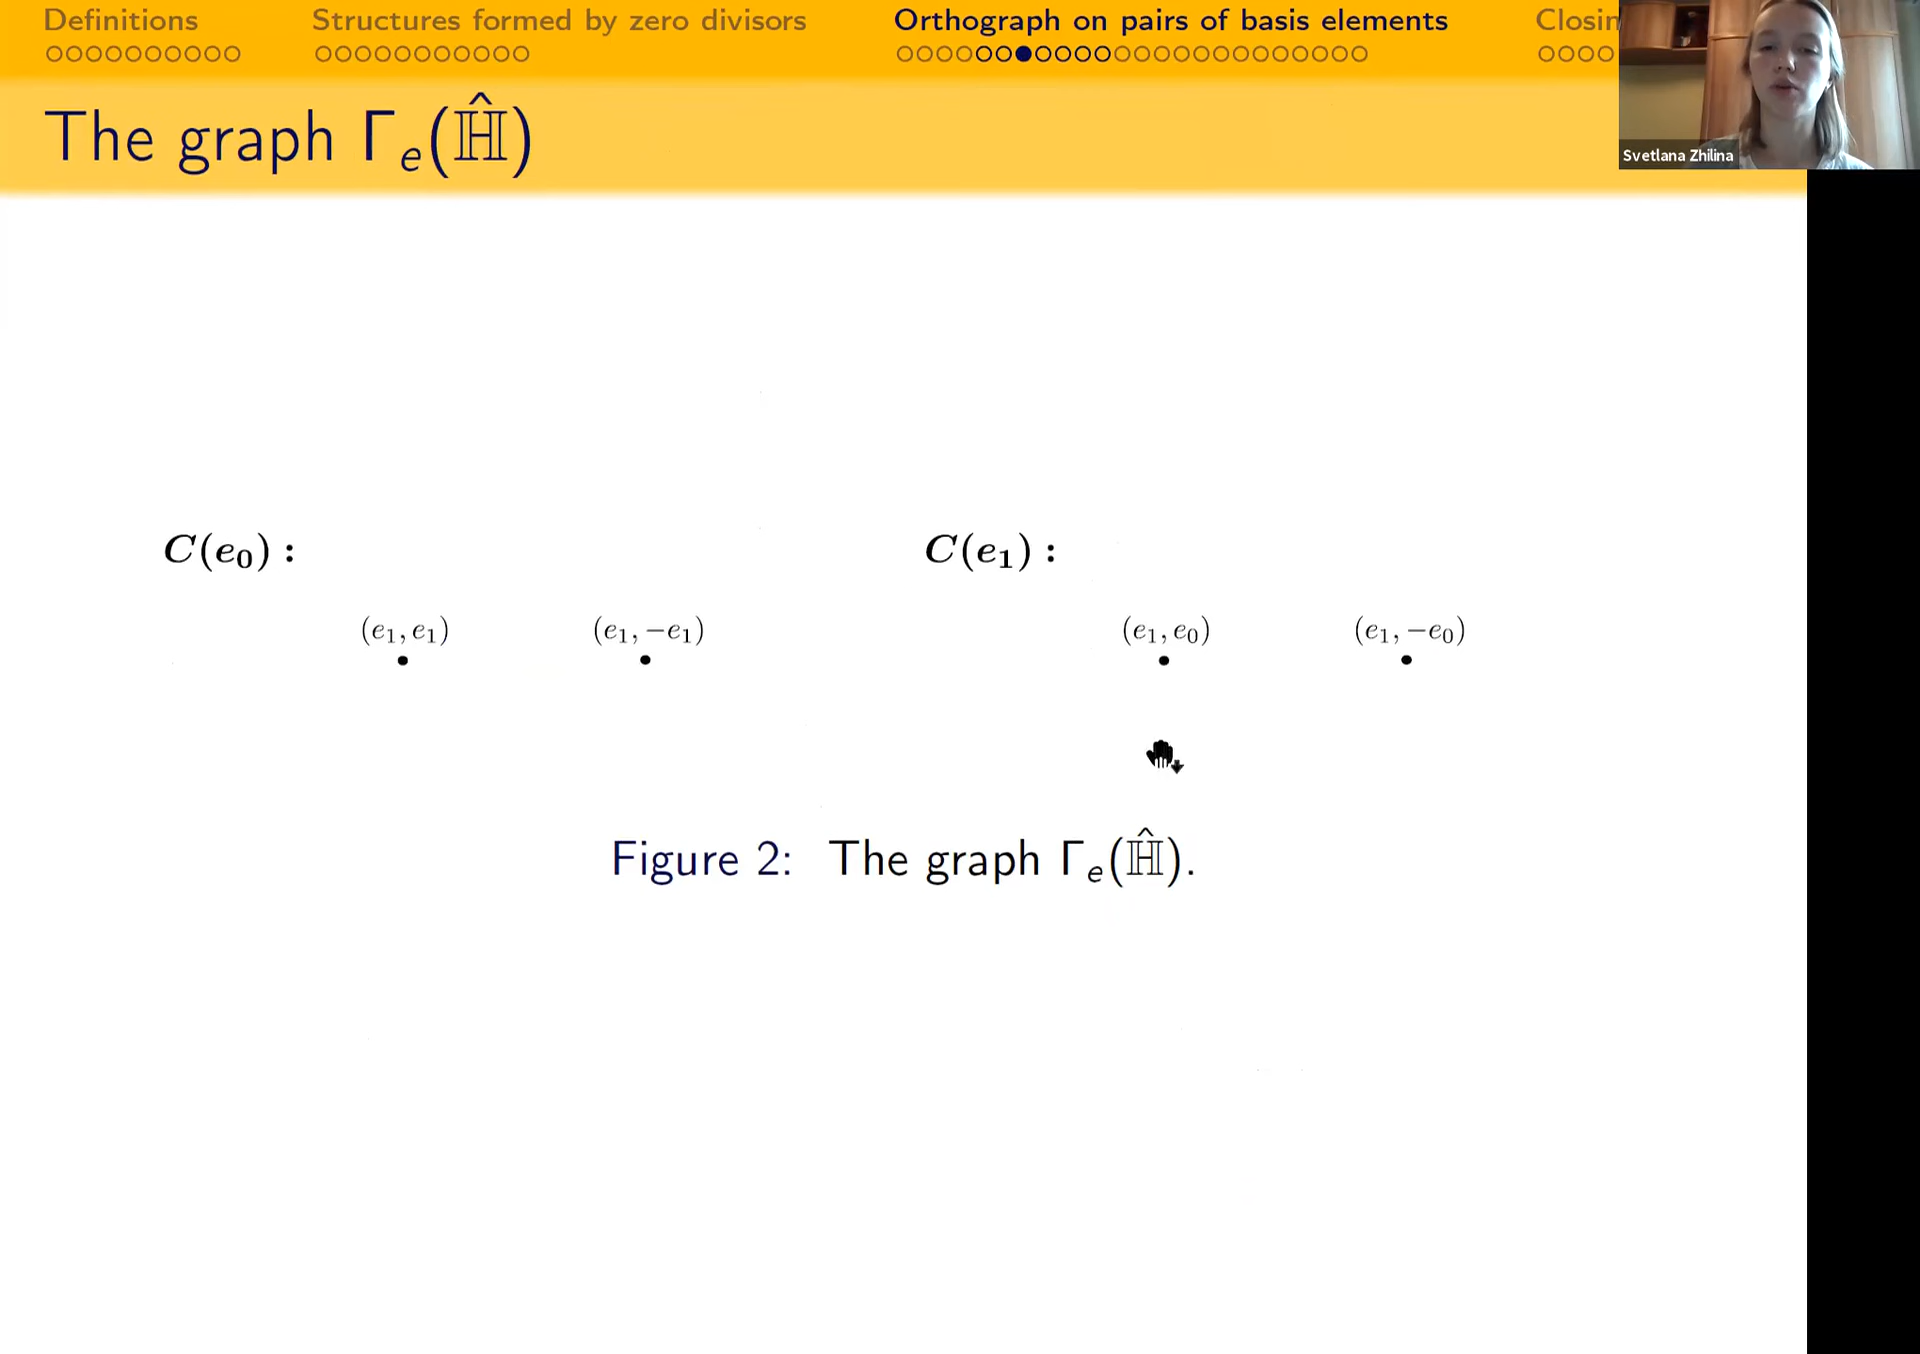 Definitions Structures formed by zero divisors Orthograph on pairs of basis elements Closin
The graph Γₑ(Ĥ)
Svetlana Zhilina
C(e₀) : C(e₁) :
(e₁, e₁) (e₁, −e₁) (e₁, e₀) (e₁, −e₀)
Figure 2: The graph Γₑ(Ĥ).